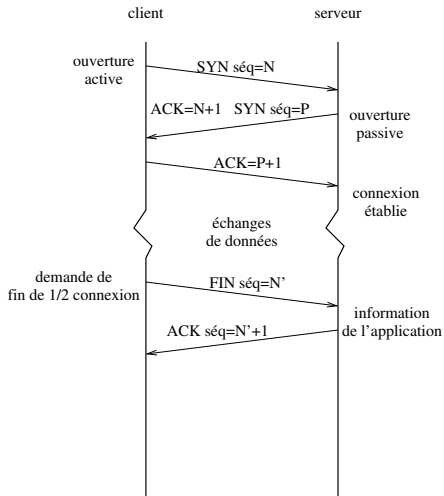 client
serveur
ouverture
active
SYN séq=N
ACK=N+1 SYN séq=P
ouverture
passive
ACK=P+1
connexion
établie
échanges
de données
demande de
fin de 1/2 connexion
FIN séq=N'
information
de l'application
ACK séq=N'+1